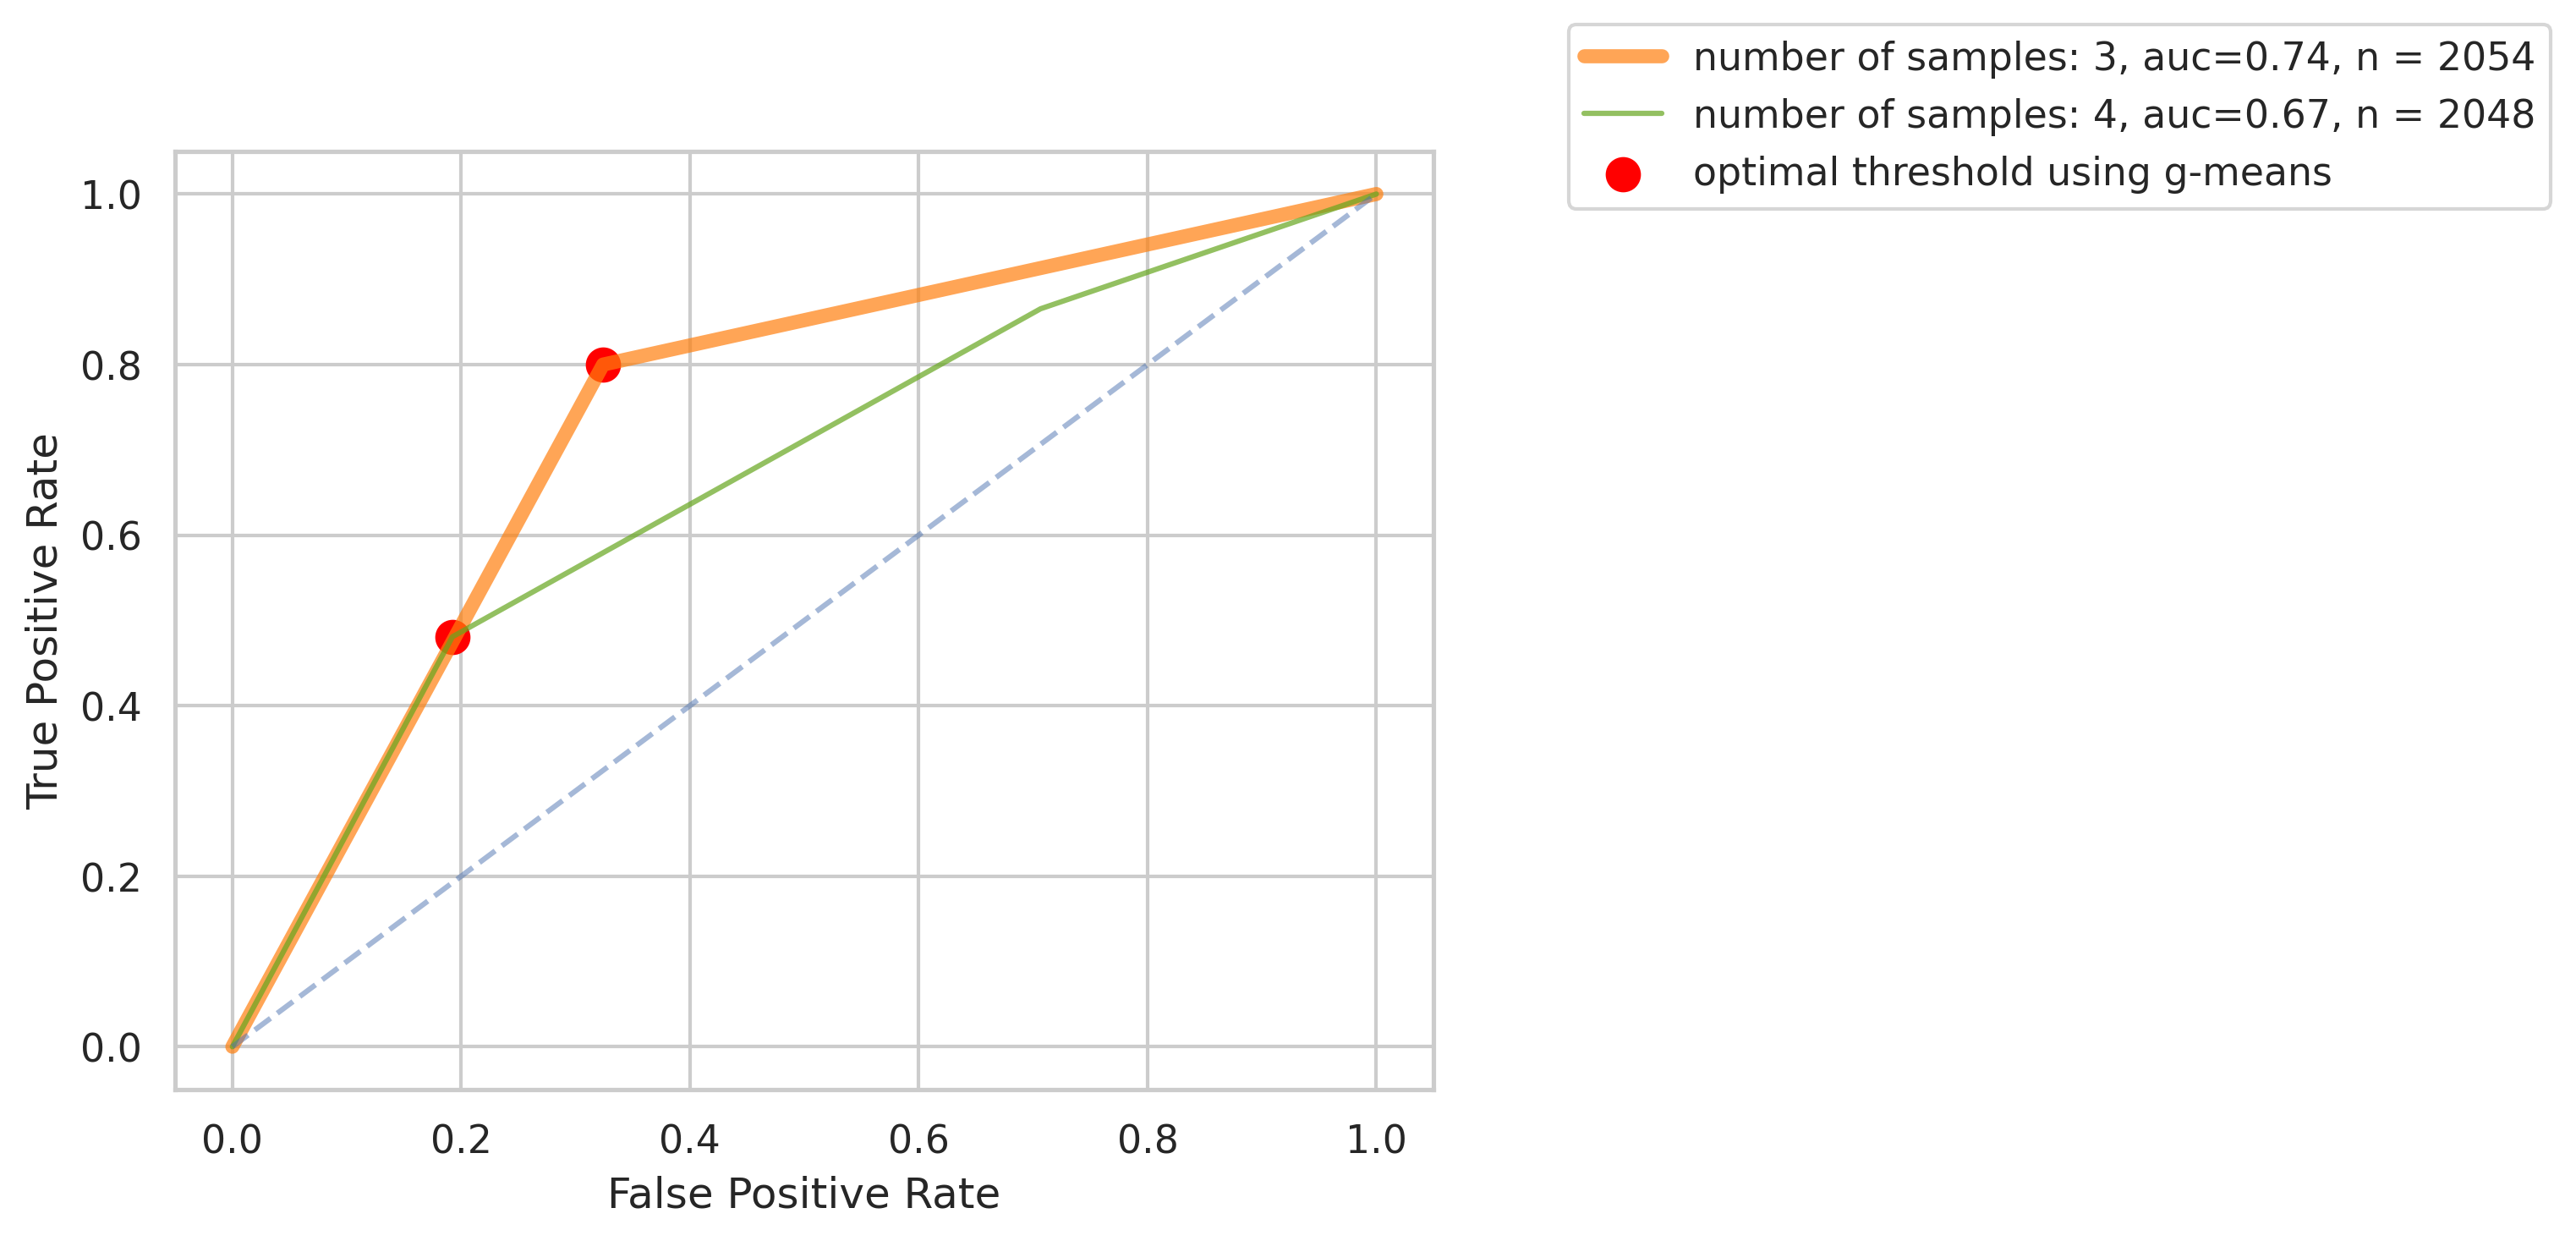 number of samples: 3, auc=0.74, n = 2054
number of samples: 4, auc=0.67, n = 2048
optimal threshold using g-means
True Positive Rate
1.0
0.8
0.6
0.4
0.2
0.0
0.0 0.2 0.4 0.6 0.8 1.0
False Positive Rate